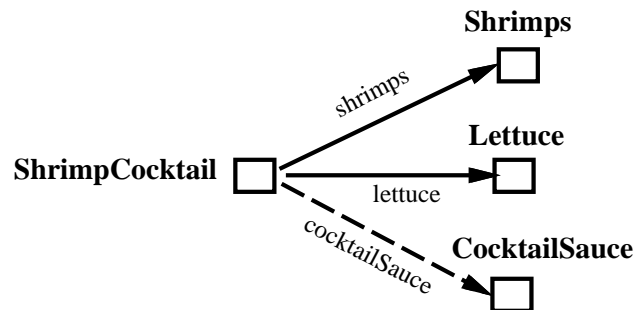 Shrimps
shrimps
Lettuce
ShrimpCocktail
lettuce
CocktailSauce
cocktailSauce